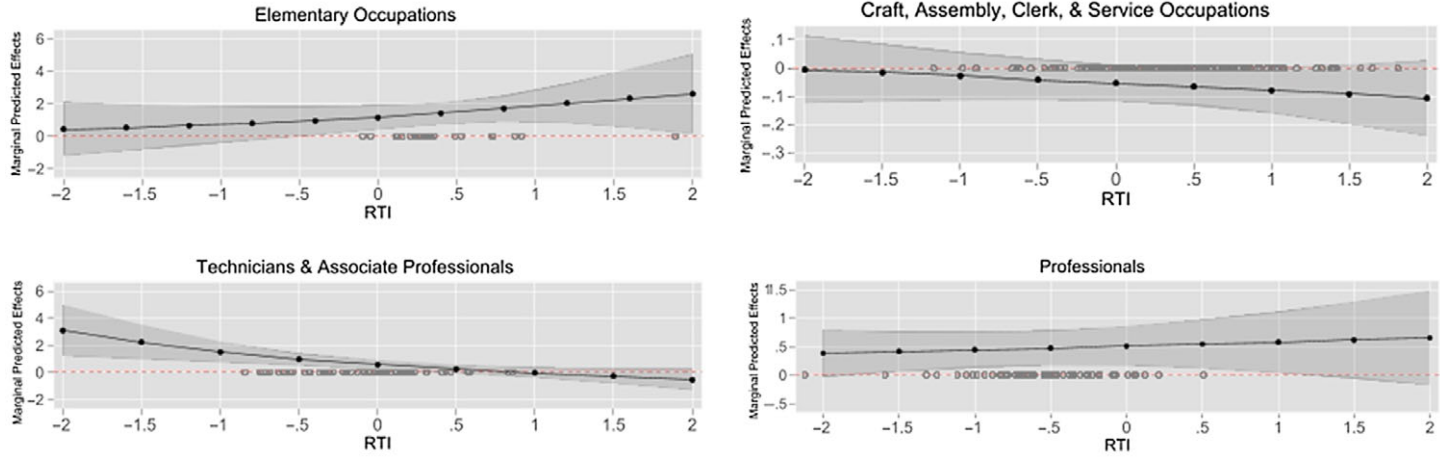 Elementary Occupations
Marginal Predicted Effects
6
4
2
0
−2
−2 −1.5 −1 −.5 0 .5 1 1.5 2
RTI
Craft, Assembly, Clerk, & Service Occupations
Marginal Predicted Effects
.1
0
−.1
−.2
−.3
−2 −1.5 −1 −.5 0 .5 1 1.5 2
RTI
Technicians & Associate Professionals
Marginal Predicted Effects
6
4
2
0
−2
−2 −1.5 −1 −.5 0 .5 1 1.5 2
RTI
Professionals
Marginal Predicted Effects
1.5
1
.5
0
−.5
−2 −1.5 −1 −.5 0 .5 1 1.5 2
RTI